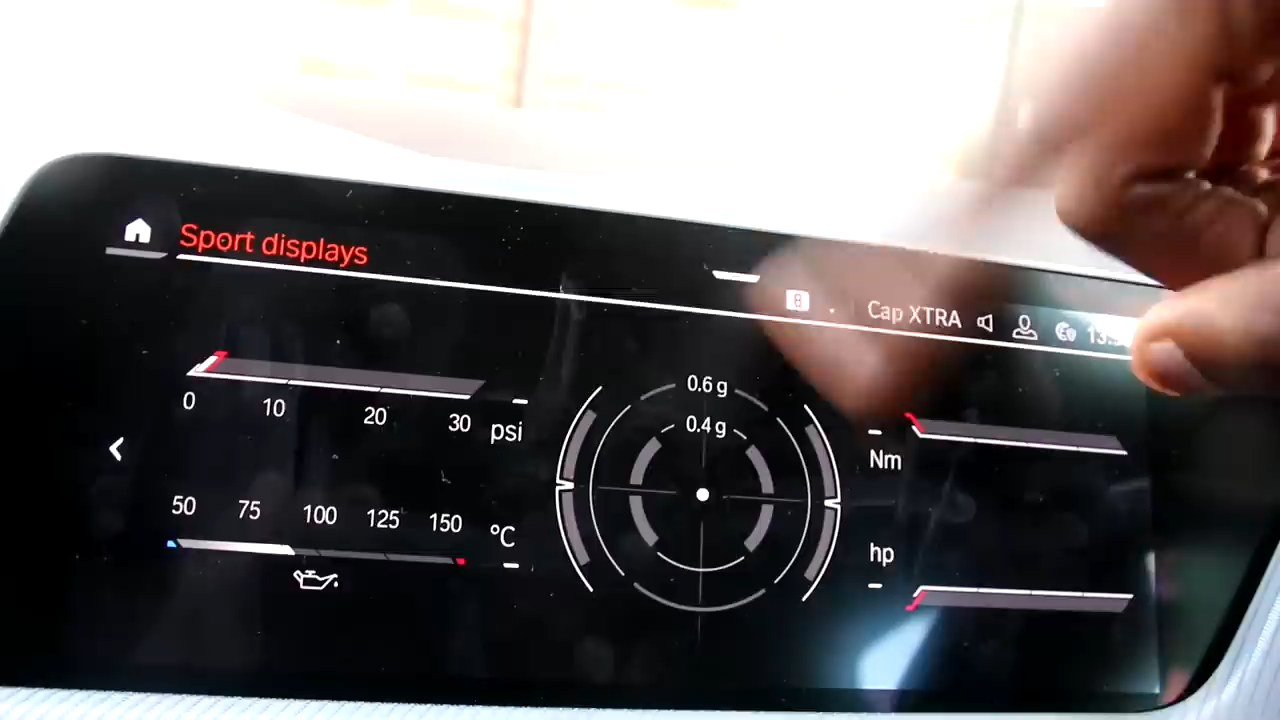 Sport displays
8
Cap XTRA
0 10 20 30 psi
50 75 100 125 150 °C
0.6 g
0.4 g
Nm
hp